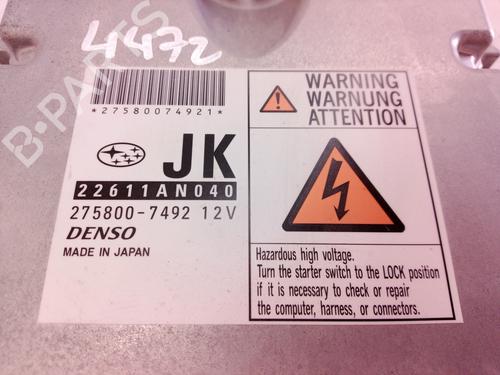 4472
B-PARTS
*27580074921*
JK
22611AN040
275800-7492 12V
DENSO
MADE IN JAPAN
WARNING
WARNUNG
ATTENTION
Hazardous high voltage.
Turn the starter switch to the LOCK position
if it is necessary to check or repair
the computer, harness, or connectors.